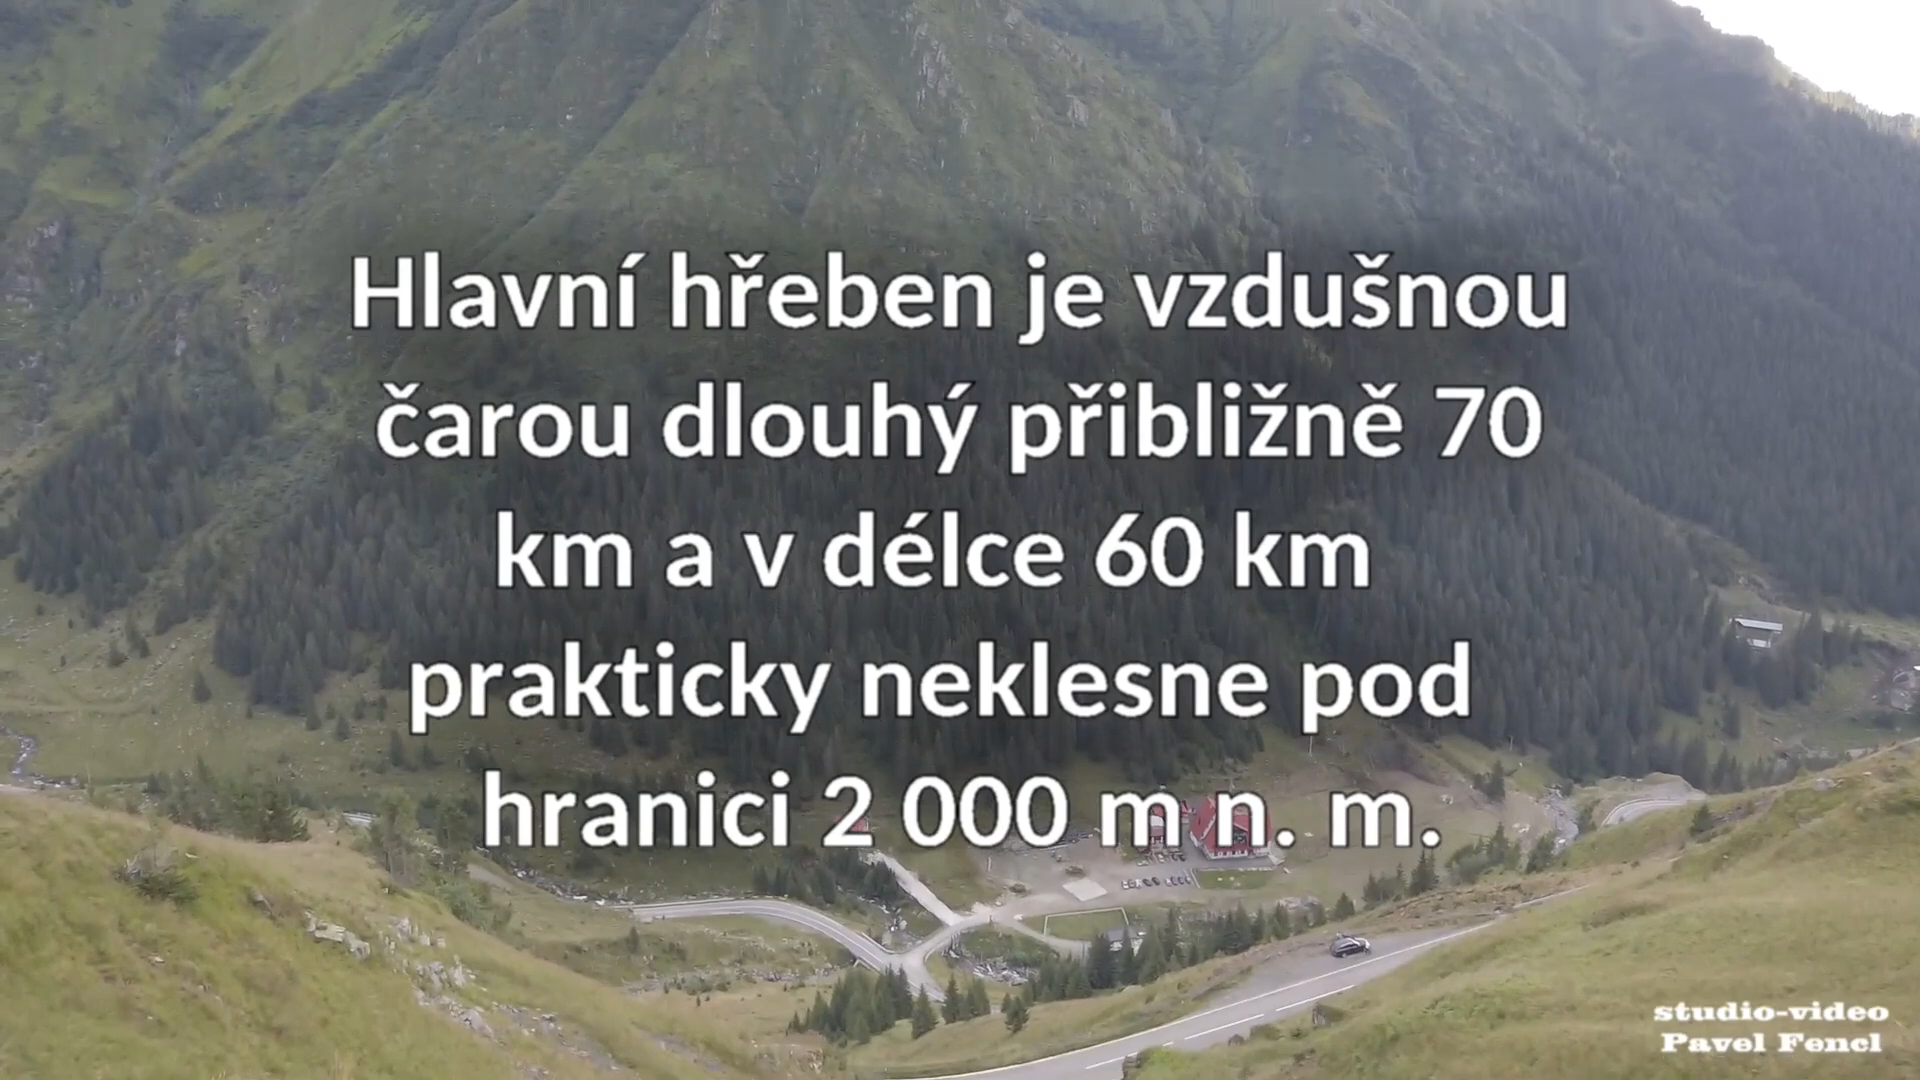 Hlavní hřeben je vzdušnou
čarou dlouhý přibližně 70
km a v délce 60 km
prakticky neklesne pod
hranici 2 000 m n. m.
studio-video
Pavel Fencl